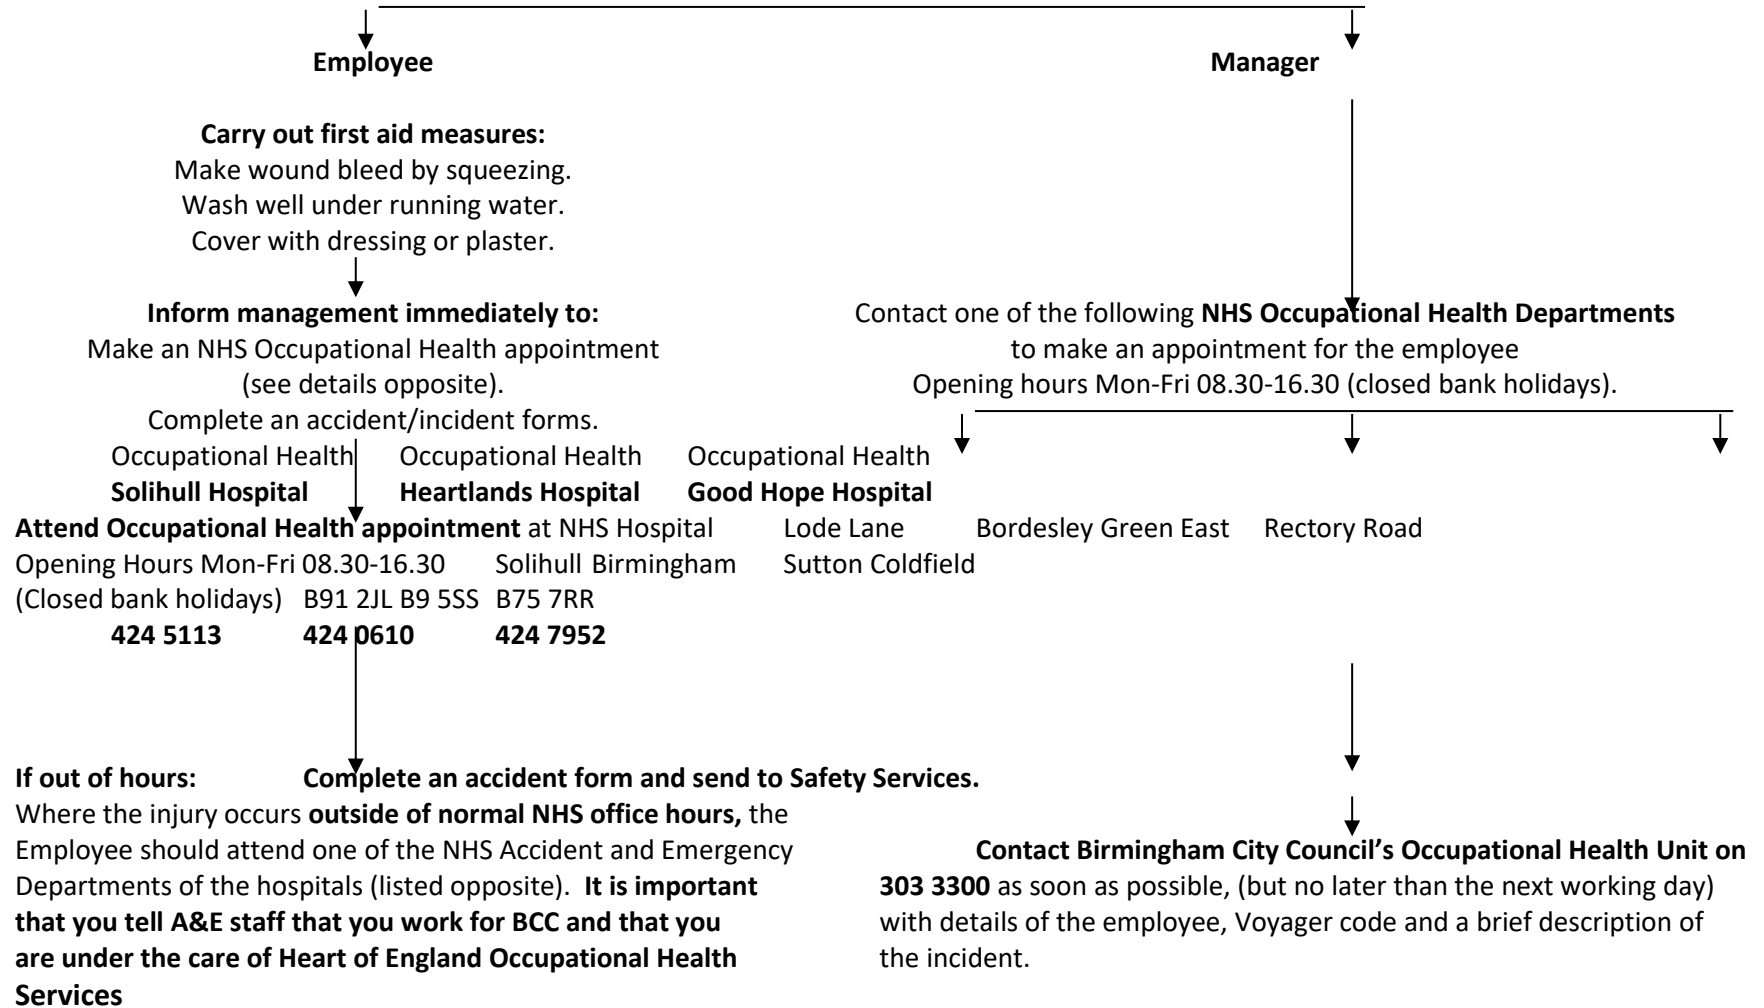 Employee
Manager
Carry out first aid measures:
Make wound bleed by squeezing.
Wash well under running water.
Cover with dressing or plaster.
Inform management immediately to:
Make an NHS Occupational Health appointment
(see details opposite).
Complete an accident/incident forms.
Contact one of the following NHS Occupational Health Departments
to make an appointment for the employee
Opening hours Mon-Fri 08.30-16.30 (closed bank holidays).
Occupational Health Occupational Health Occupational Health
Solihull Hospital Heartlands Hospital Good Hope Hospital
Attend Occupational Health appointment at NHS Hospital Lode Lane Bordesley Green East Rectory Road
Opening Hours Mon-Fri 08.30-16.30 Solihull Birmingham Sutton Coldfield
(Closed bank holidays) B91 2JL B9 5SS B75 7RR
424 5113 424 0610 424 7952
If out of hours: Complete an accident form and send to Safety Services.
Where the injury occurs outside of normal NHS office hours, the
Employee should attend one of the NHS Accident and Emergency
Departments of the hospitals (listed opposite). It is important
that you tell A&E staff that you work for BCC and that you
are under the care of Heart of England Occupational Health
Services
Contact Birmingham City Council's Occupational Health Unit on
303 3300 as soon as possible, (but no later than the next working day)
with details of the employee, Voyager code and a brief description of
the incident.